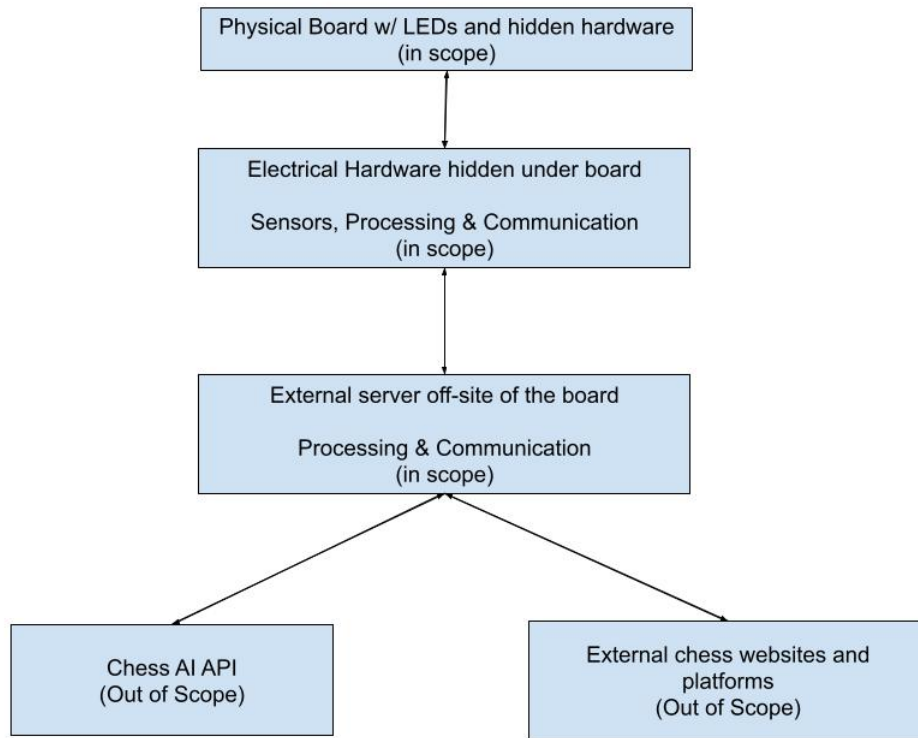 Physical Board w/ LEDs and hidden hardware
(in scope)
Electrical Hardware hidden under board
Sensors, Processing & Communication
(in scope)
External server off-site of the board
Processing & Communication
(in scope)
Chess AI API
(Out of Scope)
External chess websites and
platforms
(Out of Scope)